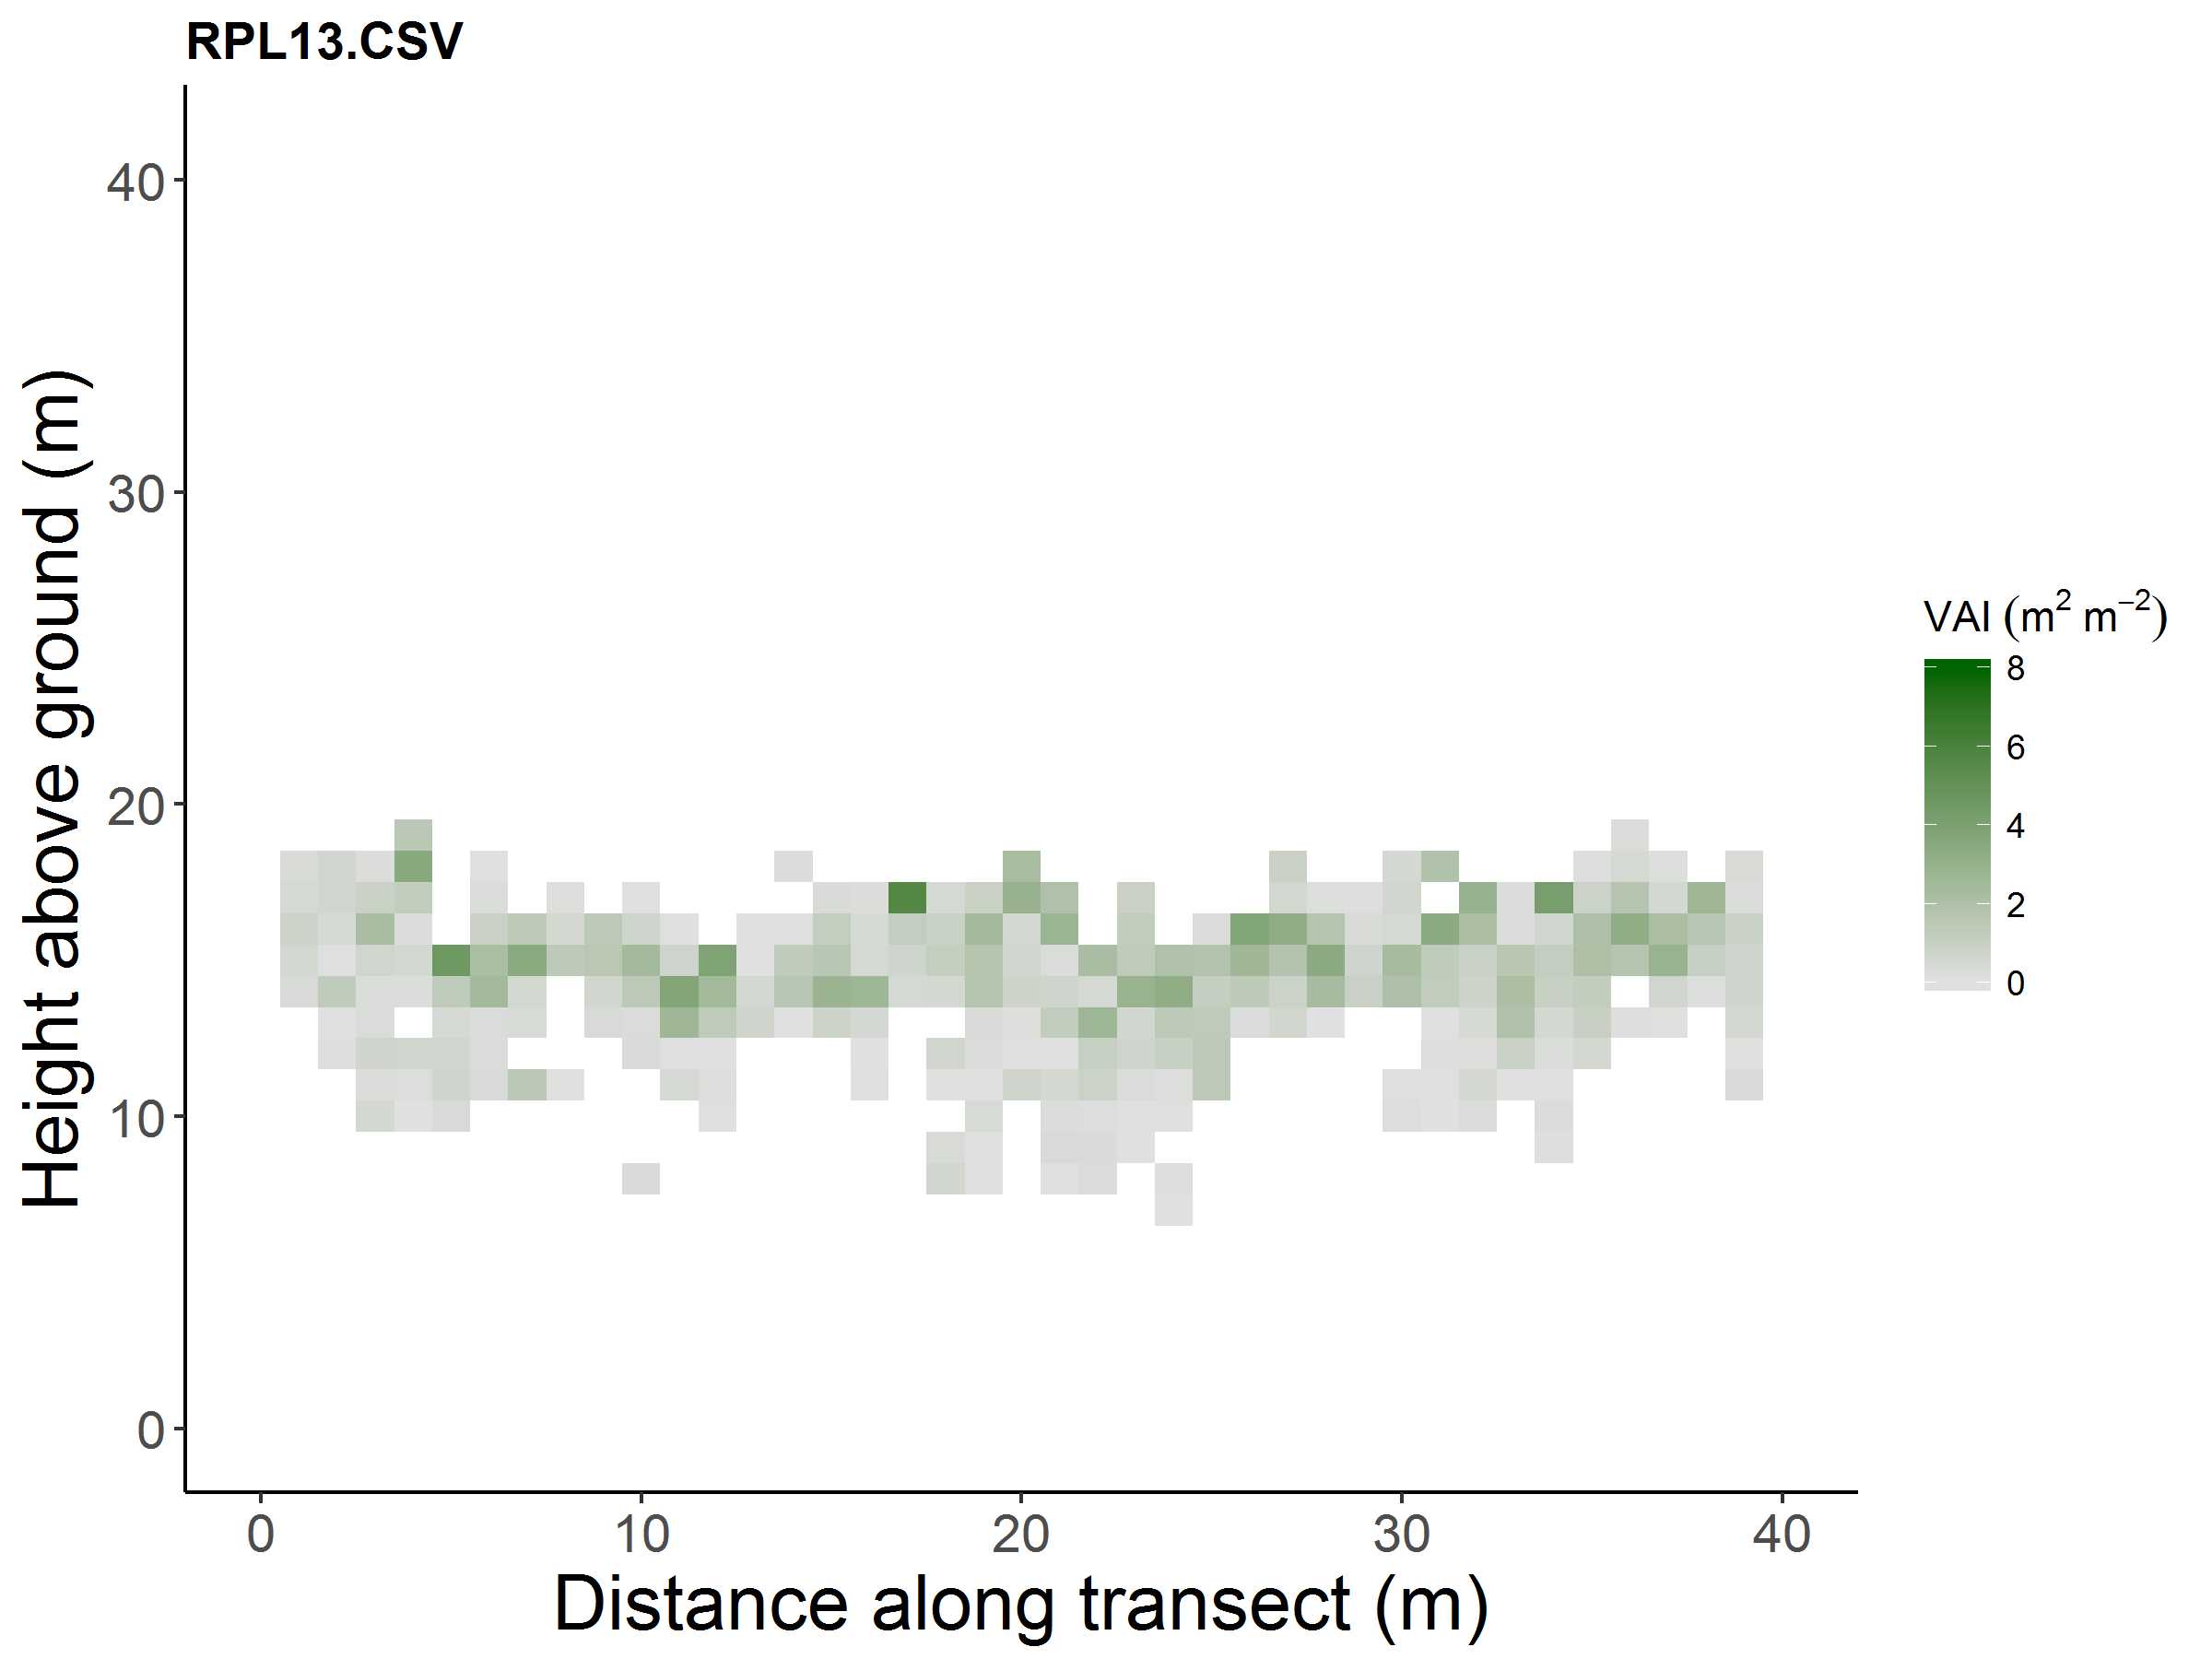 RPL13.CSV
Height above ground (m)
40
30
20
10
0
0 10 20 30 40
Distance along transect (m)
VAI (m² m⁻²)
8
6
4
2
0